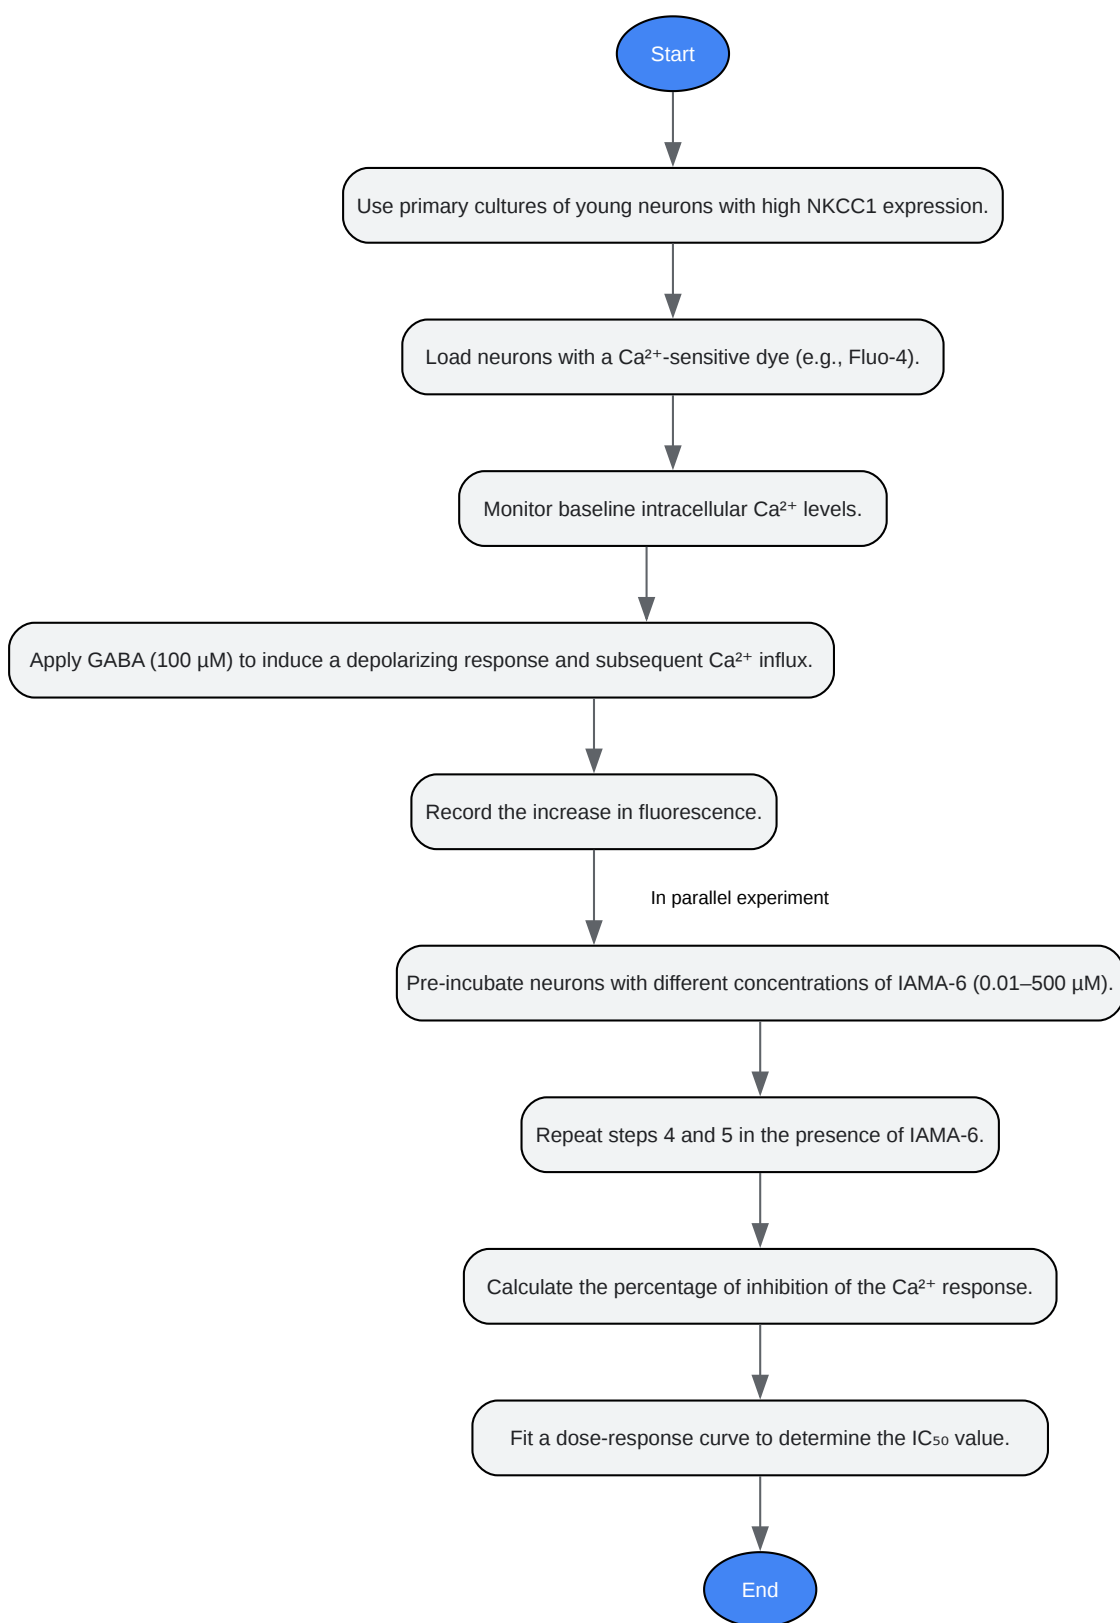 Start
Use primary cultures of young neurons with high NKCC1 expression.
Load neurons with a Ca²⁺-sensitive dye (e.g., Fluo-4).
Monitor baseline intracellular Ca²⁺ levels.
Apply GABA (100 µM) to induce a depolarizing response and subsequent Ca²⁺ influx.
Record the increase in fluorescence.
In parallel experiment
Pre-incubate neurons with different concentrations of IAMA-6 (0.01–500 µM).
Repeat steps 4 and 5 in the presence of IAMA-6.
Calculate the percentage of inhibition of the Ca²⁺ response.
Fit a dose-response curve to determine the IC₅₀ value.
End